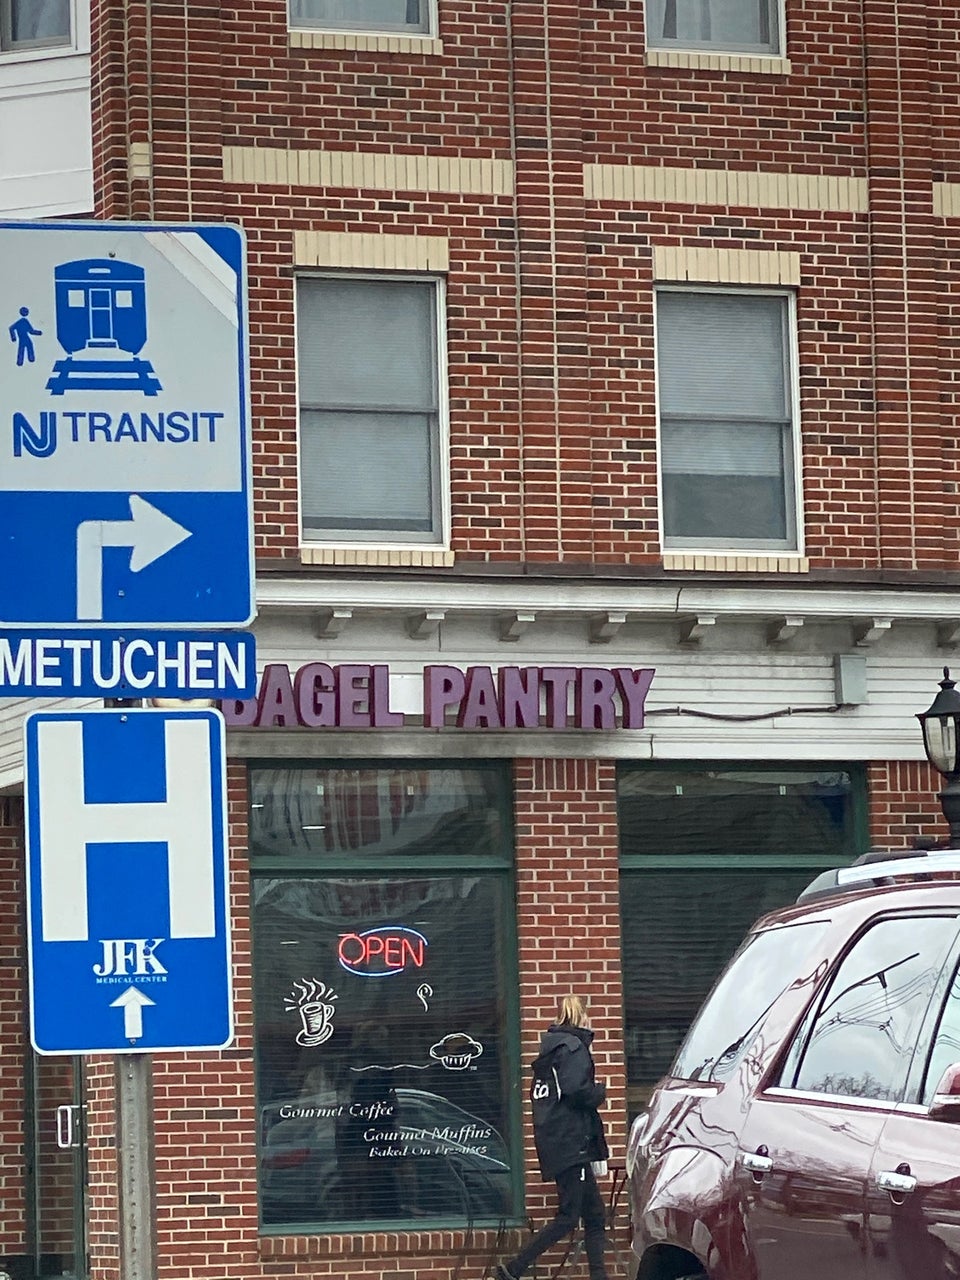 NJ TRANSIT
METUCHEN
BAGEL PANTRY
H
JFK
MEDICAL CENTER
OPEN
Gourmet Coffee
Gourmet Muffins
Baked On Premises